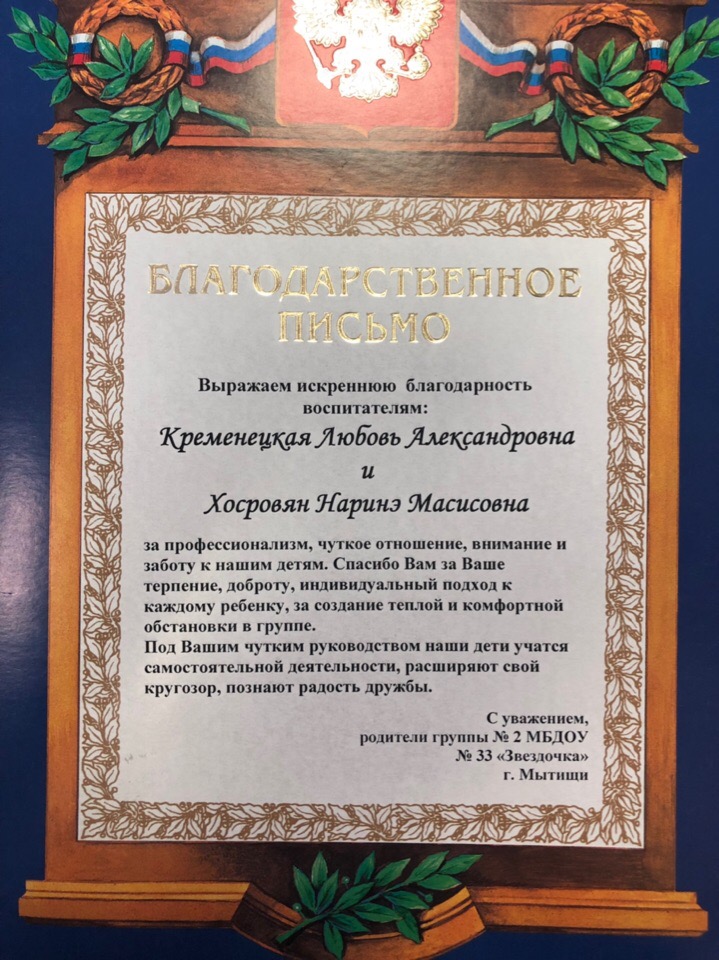 БЛАГОДАРСТВЕННОЕ
ПИСЬМО
Выражаем искреннюю благодарность
воспитателям:
Кременецкая Любовь Александровна
и
Хосровян Наринэ Масисовна
за профессионализм, чуткое отношение, внимание и
заботу к нашим детям. Спасибо Вам за Ваше
терпение, доброту, индивидуальный подход к
каждому ребенку, за создание теплой и комфортной
обстановки в группе.
Под Вашим чутким руководством наши дети учатся
самостоятельной деятельности, расширяют свой
кругозор, познают радость дружбы.
С уважением,
родители группы № 2 МБДОУ
№ 33 «Звездочка»
г. Мытищи